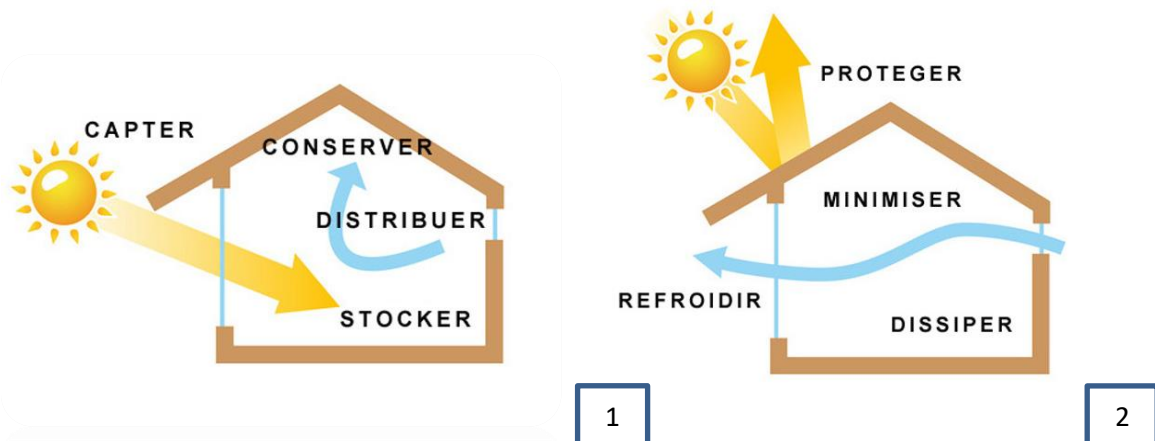 CAPTER
CONSERVER
DISTRIBUER
STOCKER
1
PROTEGER
MINIMISER
REFROIDIR
DISSIPER
2